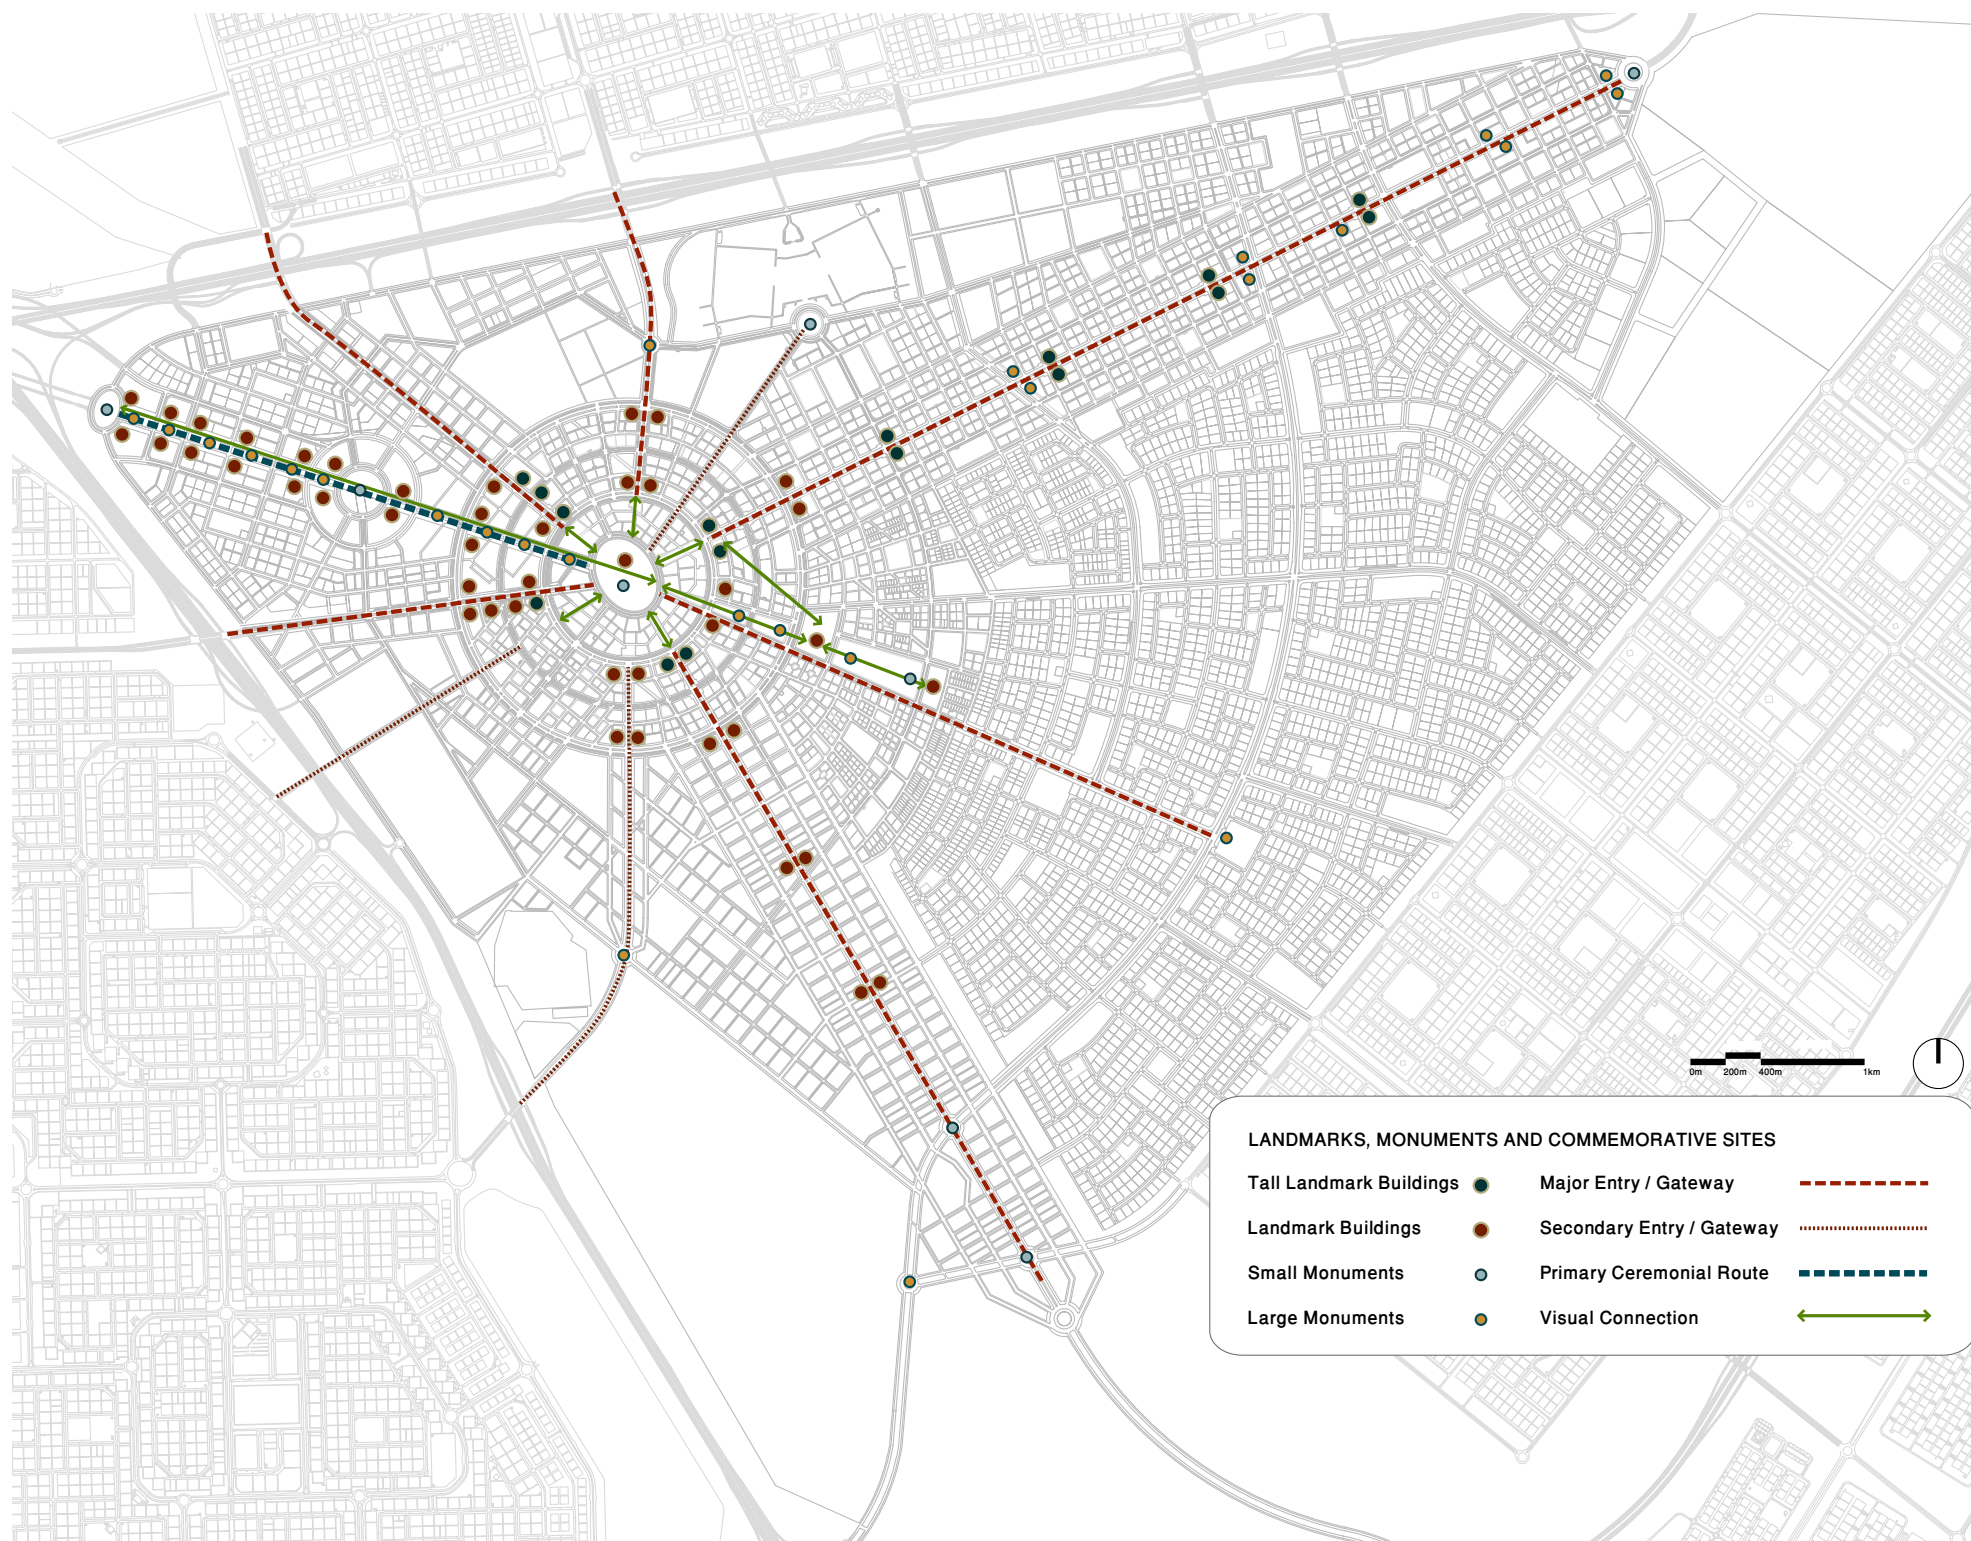 0m 200m 400m 1km
LANDMARKS, MONUMENTS AND COMMEMORATIVE SITES
Tall Landmark Buildings Major Entry / Gateway
Landmark Buildings Secondary Entry / Gateway
Small Monuments Primary Ceremonial Route
Large Monuments Visual Connection